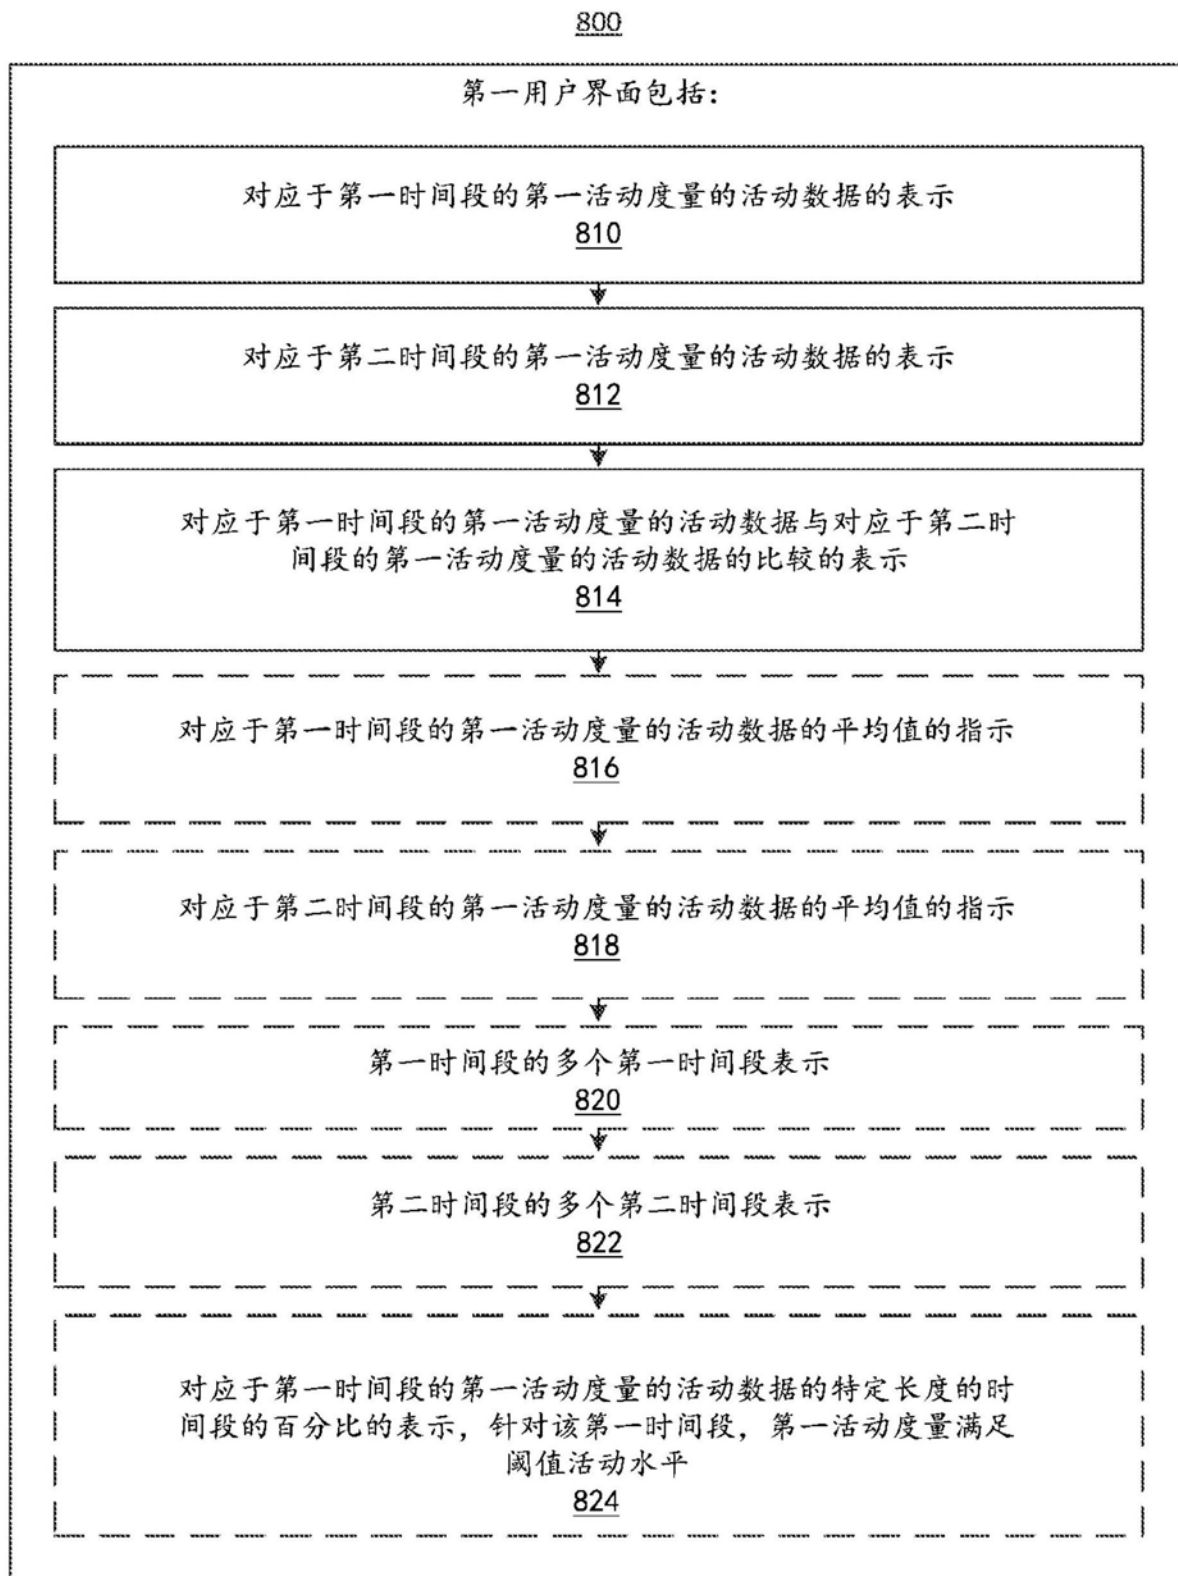 800
第一用户界面包括:
对应于第一时间段的第一活动度量的活动数据的表示
810
对应于第二时间段的第一活动度量的活动数据的表示
812
对应于第一时间段的第一活动度量的活动数据与对应于第二时
间段的第一活动度量的活动数据的比较的表示
814
对应于第一时间段的第一活动度量的活动数据的平均值的指示
816
对应于第二时间段的第一活动度量的活动数据的平均值的指示
818
第一时间段的多个第一时间段表示
820
第二时间段的多个第二时间段表示
822
对应于第一时间段的第一活动度量的活动数据的特定长度的时
间段的百分比的表示，针对该第一时间段，第一活动度量满足
阈值活动水平
824